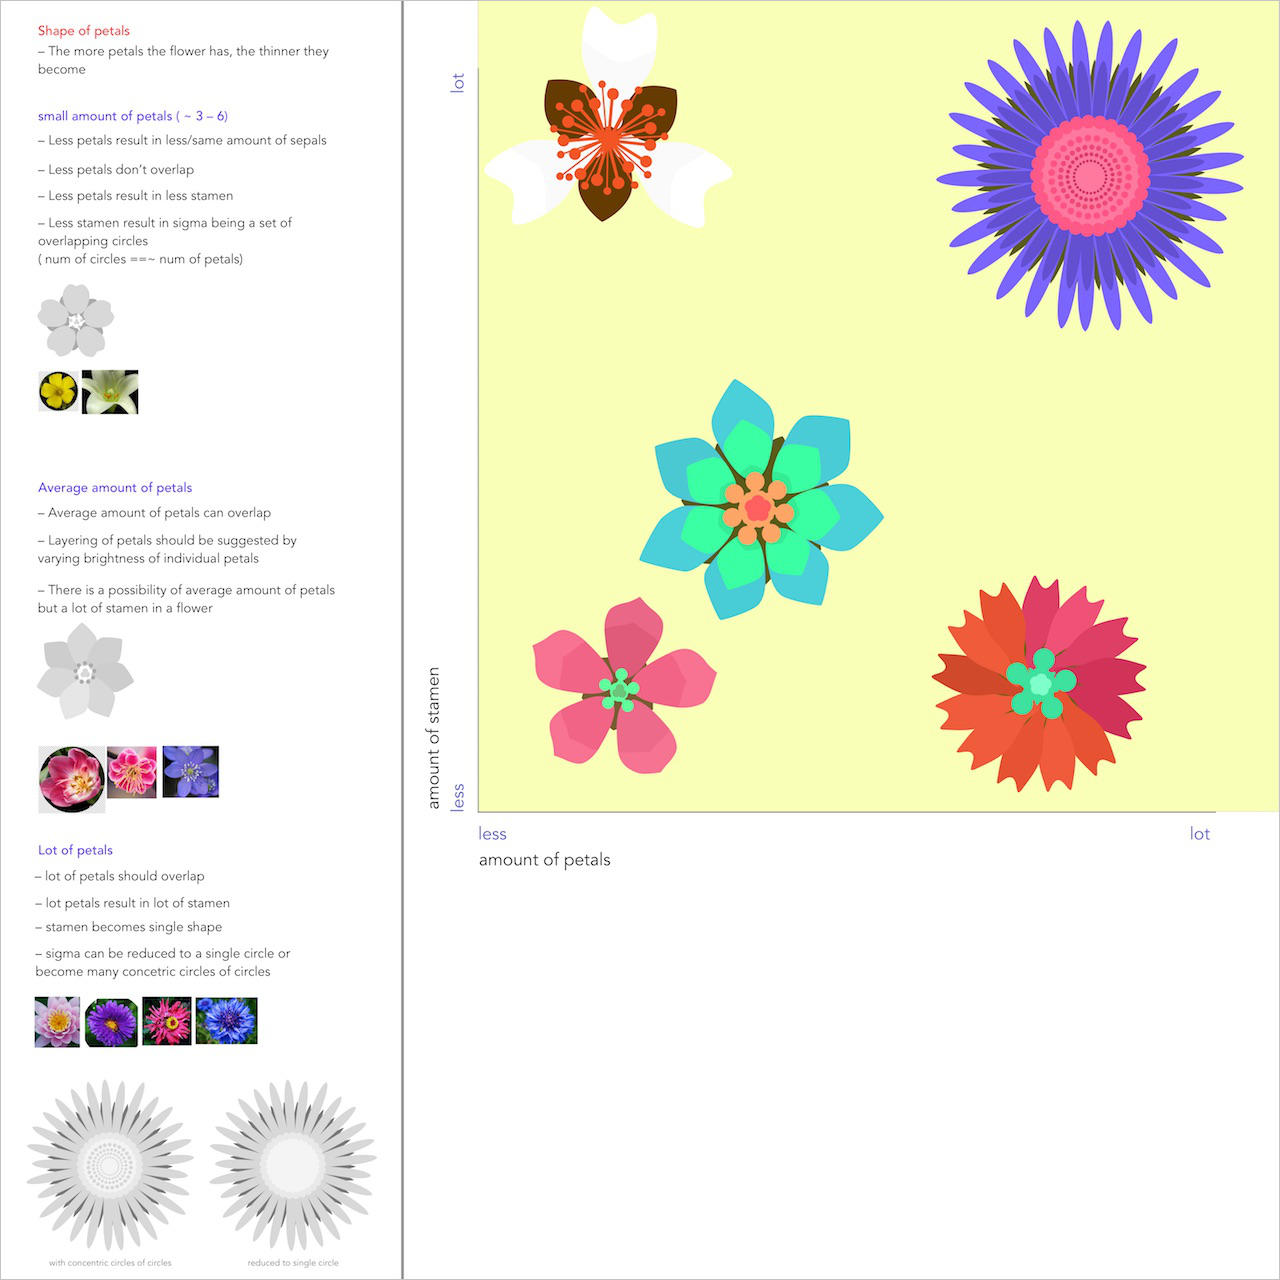 Shape of petals
– The more petals the flower has, the thinner they
become
small amount of petals ( ~ 3 – 6)
– Less petals result in less/same amount of sepals
– Less petals don't overlap
– Less petals result in less stamen
– Less stamen result in sigma being a set of
overlapping circles
( num of circles ==~ num of petals)
Average amount of petals
– Average amount of petals can overlap
– Layering of petals should be suggested by
varying brightness of individual petals
– There is a possibility of average amount of petals
but a lot of stamen in a flower
Lot of petals
– lot of petals should overlap
– lot petals result in lot of stamen
– stamen becomes single shape
– sigma can be reduced to a single circle or
become many concetric circles of circles
with concentric circles of circles
reduced to single circle
lot
amount of stamen
less
less
lot
amount of petals